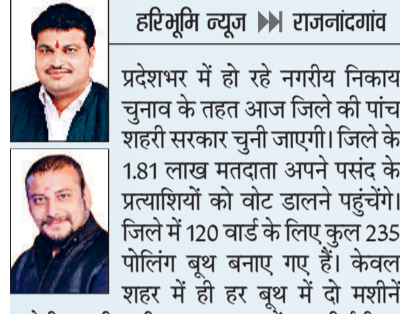 हरिभूमि न्यूज ▶▶| राजनांदगांव
प्रदेशभर में हो रहे नगरीय निकाय
चुनाव के तहत आज जिले की पांच
शहरी सरकार चुनी जाएगी। जिले के
1.81 लाख मतदाता अपने पसंद के
प्रत्याशियों को वोट डालने पहुंचेंगे।
जिले में 120 वार्ड के लिए कुल 235
पोलिंग बूथ बनाए गए हैं। केवल
शहर में ही हर बूथ में दो मशीनें